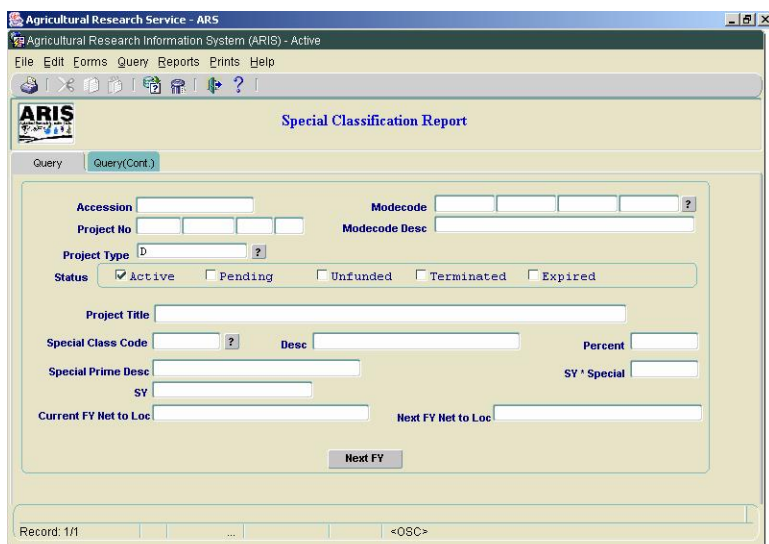 Agricultural Research Service - ARS
Agricultural Research Information System (ARIS) - Active
File Edit Forms Query Reports Prints Help
?
ARIS
Special Classification Report
Query Query(Cont.)
Accession Modecode ?
Project No Modecode Desc
Project Type D ?
Status Active Pending Unfunded Terminated Expired
Project Title
Special Class Code ? Desc Percent
Special Prime Desc SY * Special
SY
Current FY Net to Loc Next FY Net to Loc
Next FY
Record: 1/1 ... <OSC>